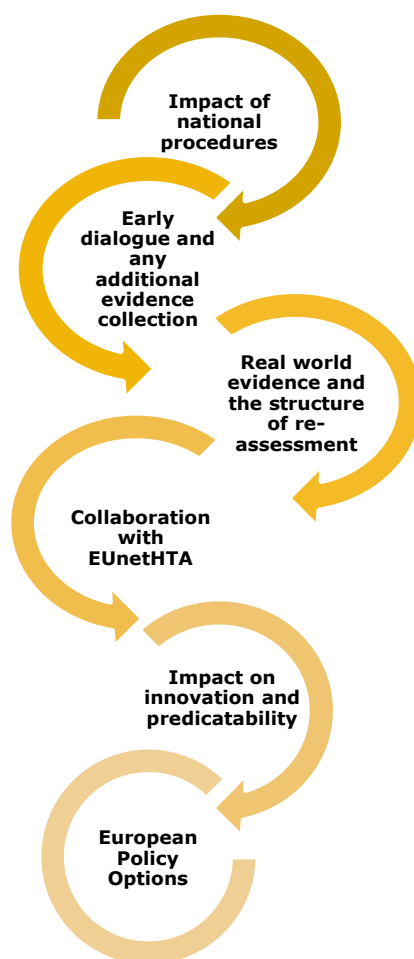 Impact of
national
procedures
Early
dialogue and
any
additional
evidence
collection
Real world
evidence and
the structure
of re-
assessment
Collaboration
with
EUnetHTA
Impact on
innovation and
predicatability
European
Policy
Options